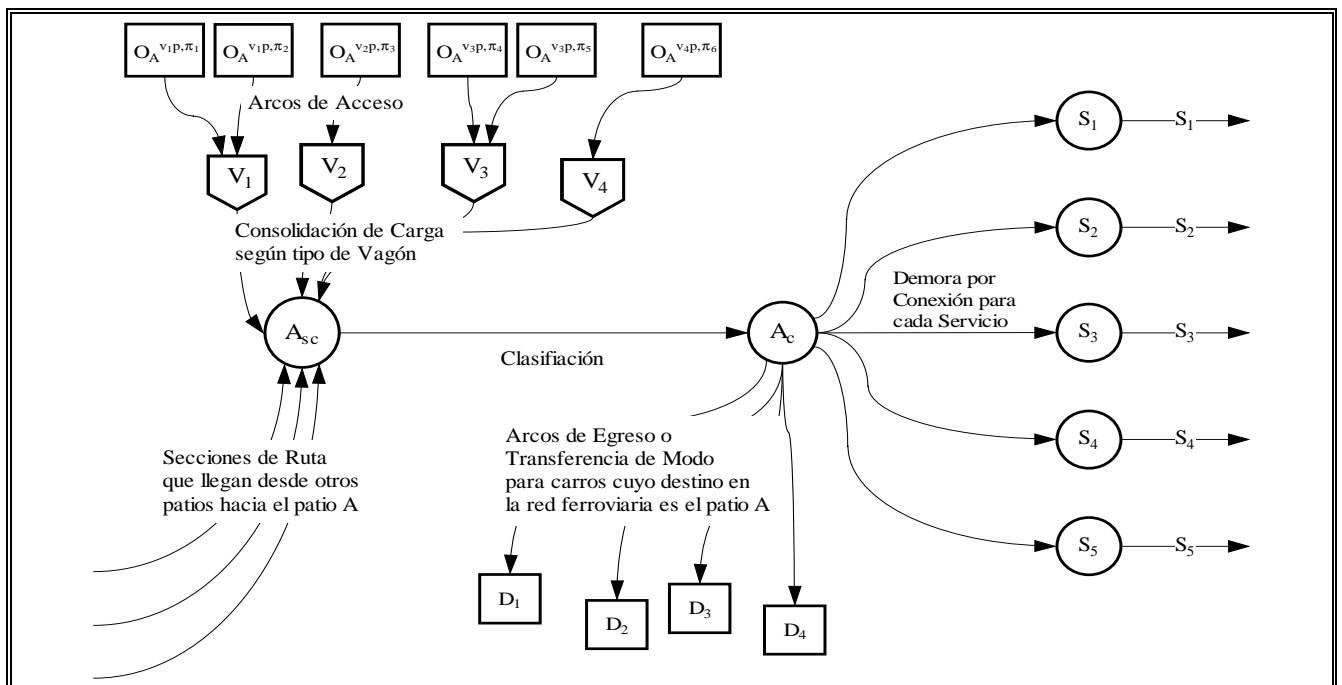 O_A^{v₁p,π₁} O_A^{v₁p,π₂} O_A^{v₂p,π₃} O_A^{v₃p,π₄} O_A^{v₃p,π₅} O_A^{v₄p,π₆}
Arcos de Acceso
V₁ V₂ V₃ V₄
Consolidación de Carga
según tipo de Vagón
A_sc
Clasifiación
A_c
Demora por
Conexión para
cada Servicio
S₁ S₁
S₂ S₂
S₃ S₃
S₄ S₄
S₅ S₅
Secciones de Ruta
que llegan desde otros
patios hacia el patio A
Arcos de Egreso o
Transferencia de Modo
para carros cuyo destino en
la red ferroviaria es el patio A
D₁ D₂ D₃ D₄